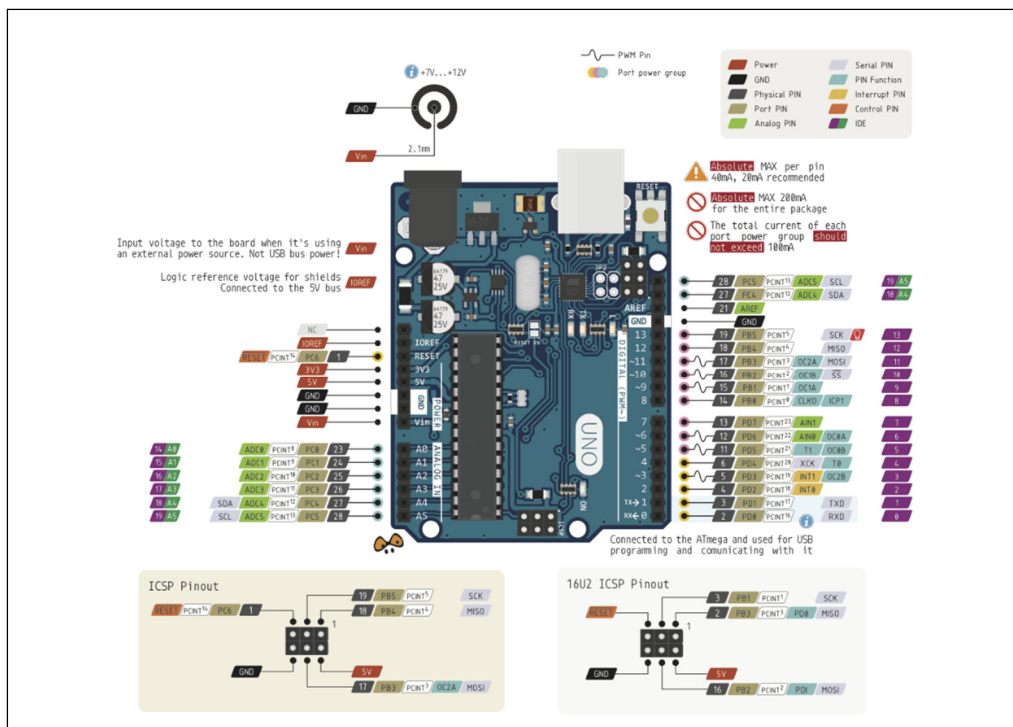 PWM Pin
Port power group
Power
GND
Physical PIN
Port PIN
Analog PIN
Serial PIN
PIN Function
Interrupt PIN
Control PIN
IDE
+7V...+12V
GND
2.1mm
Vin
Absolute MAX per pin
40mA, 20mA recommended
Absolute MAX 200mA
for the entire package
The total current of each
port power group should
not exceed 100mA
Input voltage to the board when it's using
an external power source. Not USB bus power!
Vin
Logic reference voltage for shields
Connected to the 5V bus
IOREF
NC
IOREF
RESET PCINT14 PC6 1
3V3
5V
GND
GND
Vin
14 A0 ADC0 PCINT8 PC0 23
15 A1 ADC1 PCINT9 PC1 24
16 A2 ADC2 PCINT10 PC2 25
17 A3 ADC3 PCINT11 PC3 26
18 A4 SDA ADC4 PCINT12 PC4 27
19 A5 SCL ADC5 PCINT13 PC5 28
RESET
47
25V
47
25V
JP2
RX
TX
L
RESET EN
IOREF
RESET
3V3
5V
GND
Vin
POWER
ANALOG IN
A0
A1
A2
A3
A4
A5
AREF
GND
13
12
~11
~10
~9
8
7
~6
~5
4
~3
2
TX→1
RX←0
DIGITAL (PWM~)
UNO
ON
ICSP
28 PC5 PCINT13 ADC5 SCL 19 A5
27 PC4 PCINT12 ADC4 SDA 18 A4
21 AREF
GND
19 PB5 PCINT5 SCK 13
18 PB4 PCINT4 MISO 12
17 PB3 PCINT3 OC2A MOSI 11
16 PB2 PCINT2 OC1B SS 10
15 PB1 PCINT1 OC1A 9
14 PB0 PCINT0 CLKO ICP1 8
13 PD7 PCINT23 AIN1 7
12 PD6 PCINT22 AIN0 OC0A 6
11 PD5 PCINT21 T1 OC0B 5
6 PD4 PCINT20 XCK T0 4
5 PD3 PCINT19 INT1 OC2B 3
4 PD2 PCINT18 INT0 2
3 PD1 PCINT17 TXD 1
2 PD0 PCINT16 RXD 0
Connected to the ATmega and used for USB
programming and comunicating with it
ICSP Pinout
19 PB5 PCINT5 SCK
RESET PCINT14 PC6 1
18 PB4 PCINT4 MISO
1
GND
5V
17 PB3 PCINT3 OC2A MOSI
16U2 ICSP Pinout
3 PB1 PCINT1 SCK
RESET
2 PB3 PCINT3 PD0 MISO
1
GND
5V
16 PB2 PCINT2 PDI MOSI